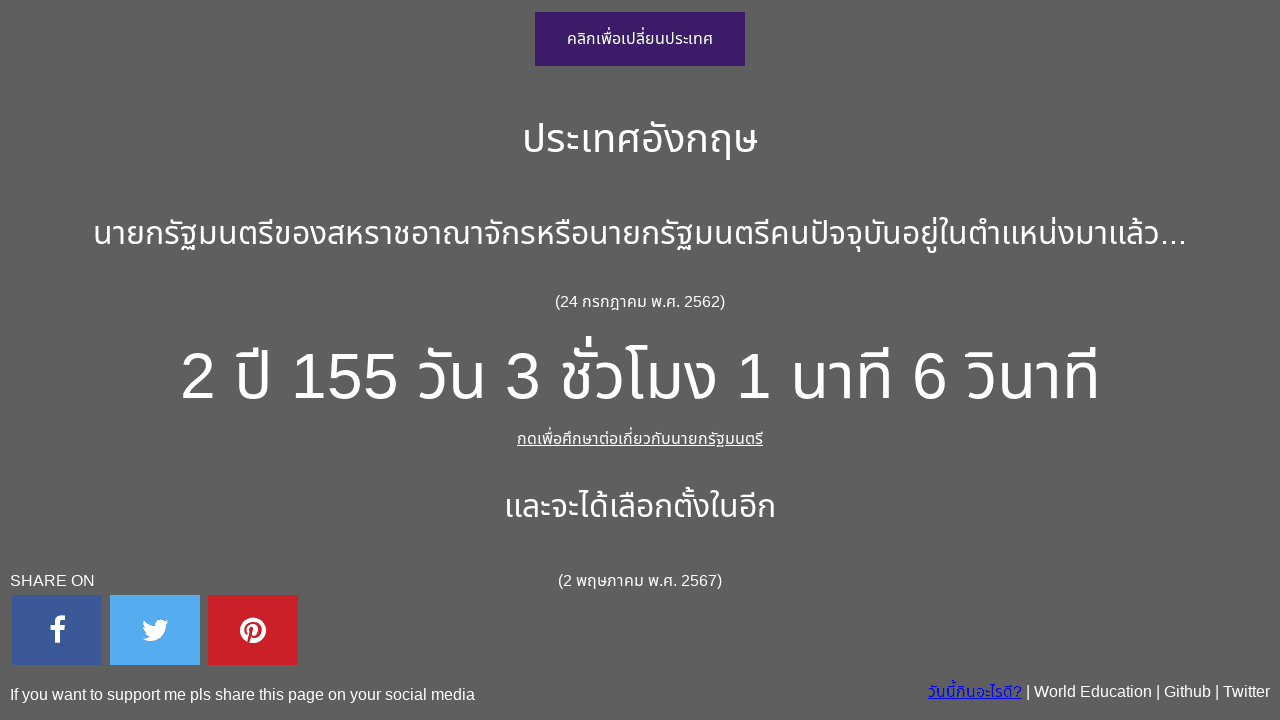 คลิกเพื่อเปลี่ยนประเทศ
ประเทศอังกฤษ
นายกรัฐมนตรีของสหราชอาณาจักรหรือนายกรัฐมนตรีคนปัจจุบันอยู่ในตำแหน่งมาแล้ว...
(24 กรกฎาคม พ.ศ. 2562)
2 ปี 155 วัน 3 ชั่วโมง 1 นาที 6 วินาที
กดเพื่อศึกษาต่อเกี่ยวกับนายกรัฐมนตรี
และจะได้เลือกตั้งในอีก
(2 พฤษภาคม พ.ศ. 2567)
SHARE ON
If you want to support me pls share this page on your social media
วันนี้กินอะไรดี? | World Education | Github | Twitter